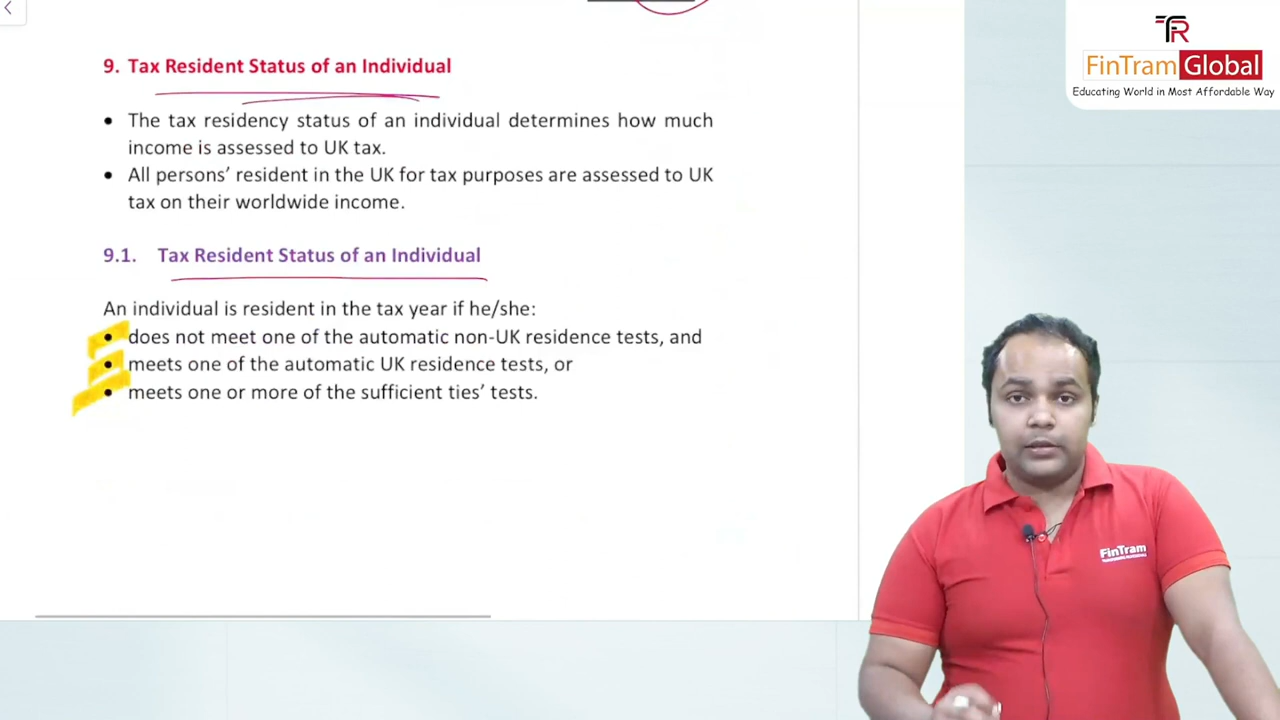 9. Tax Resident Status of an Individual
• The tax residency status of an individual determines how much
income is assessed to UK tax.
• All persons’ resident in the UK for tax purposes are assessed to UK
tax on their worldwide income.
9.1. Tax Resident Status of an Individual
An individual is resident in the tax year if he/she:
• does not meet one of the automatic non-UK residence tests, and
• meets one of the automatic UK residence tests, or
• meets one or more of the sufficient ties’ tests.
FinTram Global
Educating World in Most Affordable Way
FinTram